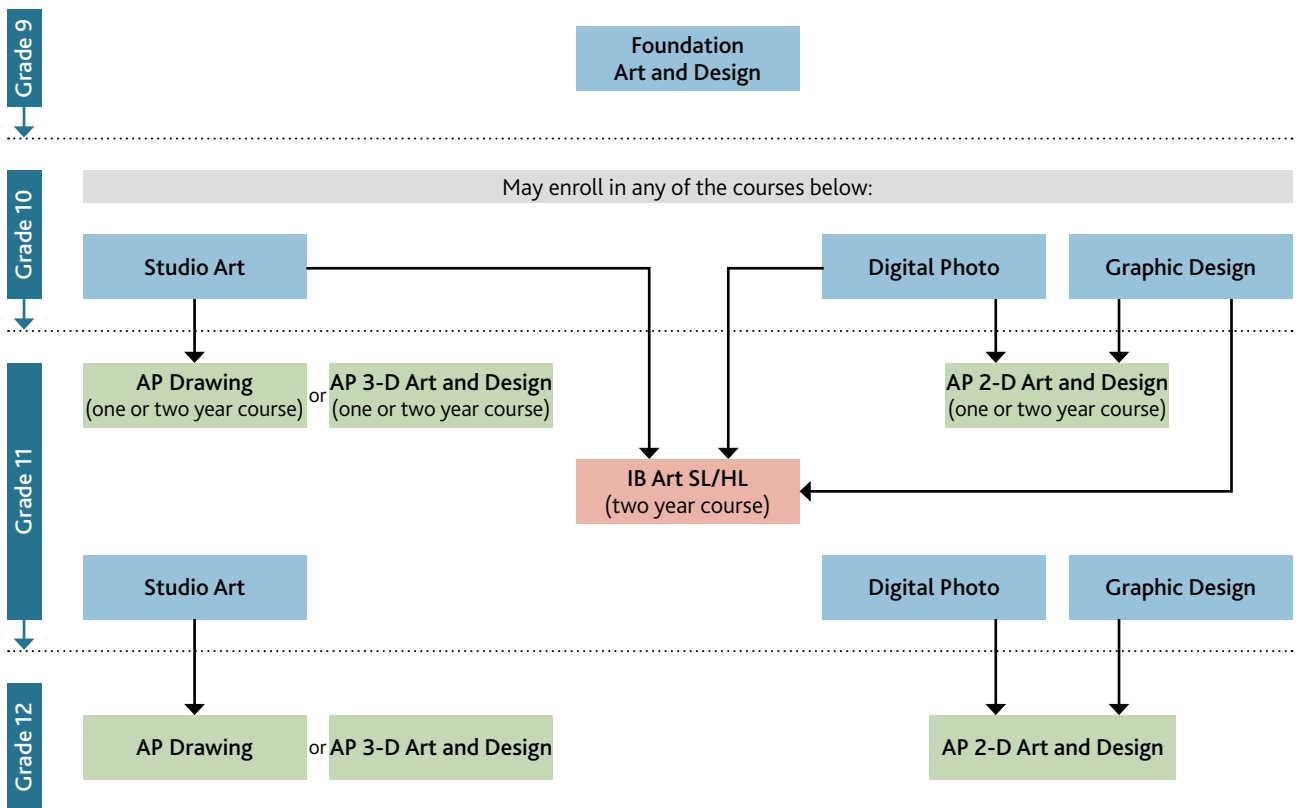 Grade 9
Foundation
Art and Design
Grade 10
May enroll in any of the courses below:
Studio Art
Digital Photo
Graphic Design
Grade 11
AP Drawing
(one or two year course)
or
AP 3-D Art and Design
(one or two year course)
AP 2-D Art and Design
(one or two year course)
IB Art SL/HL
(two year course)
Studio Art
Digital Photo
Graphic Design
Grade 12
AP Drawing
or
AP 3-D Art and Design
AP 2-D Art and Design